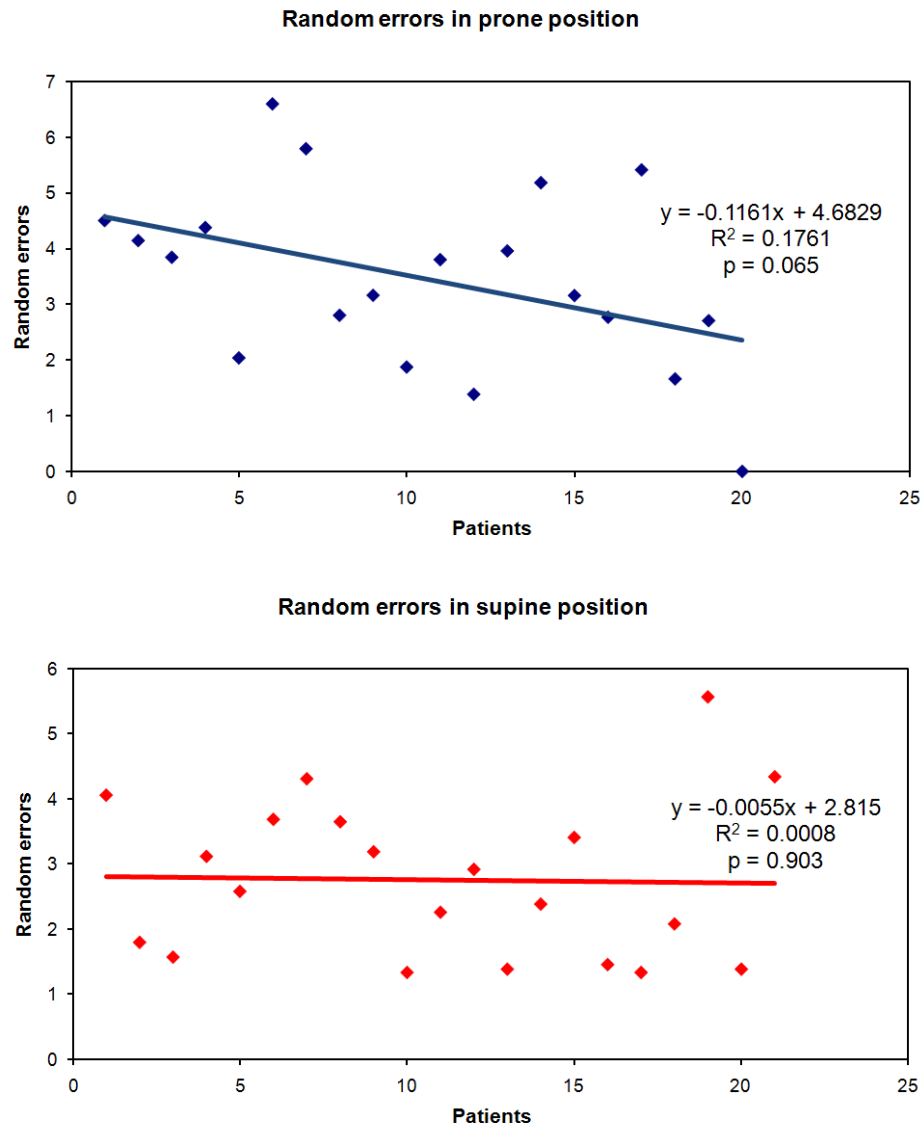 Random errors in prone position
7
6
5
4
3
2
1
0
Random errors
y = -0.1161x + 4.6829
R² = 0.1761
p = 0.065
0 5 10 15 20 25
Patients
Random errors in supine position
6
5
4
3
2
1
0
Random errors
y = -0.0055x + 2.815
R² = 0.0008
p = 0.903
0 5 10 15 20 25
Patients